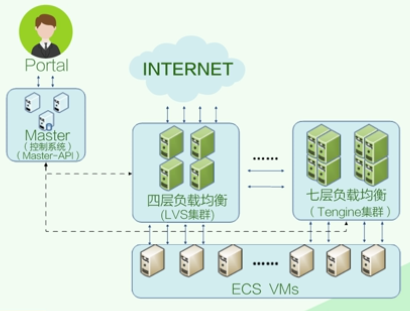 Portal
INTERNET
Master
（控制系统）
（Master-API）
四层负载均衡
(LVS集群)
······
七层负载均衡
（Tengine集群）
······
ECS VMs